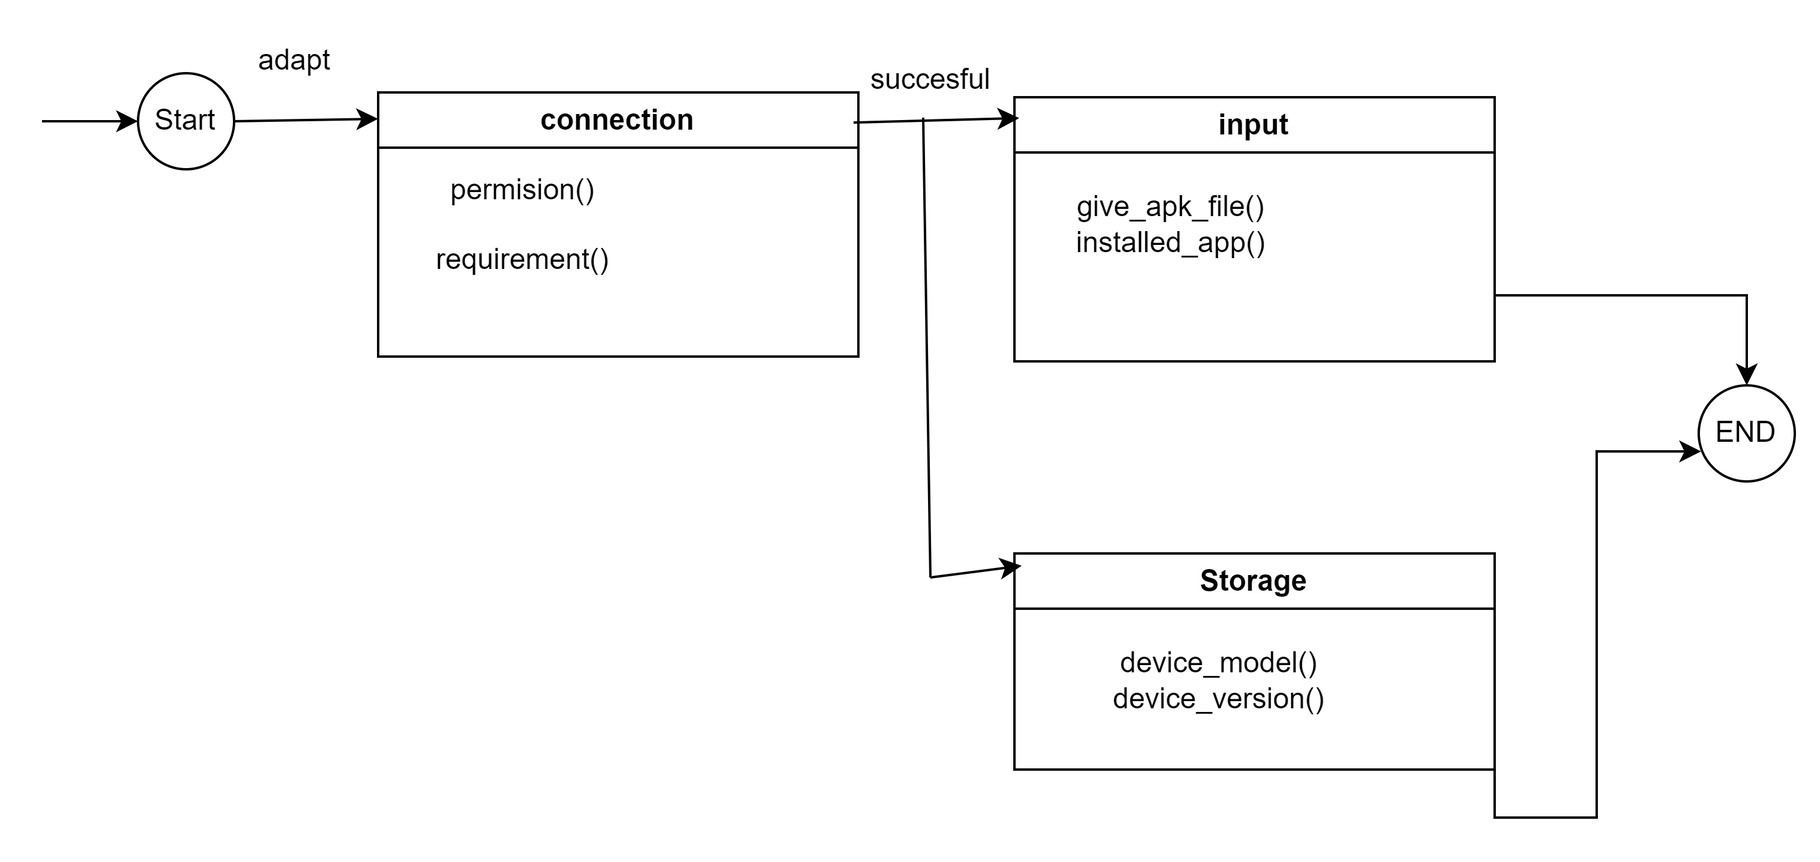 adapt
Start
connection
permision()
requirement()
succesful
input
give_apk_file()
installed_app()
END
Storage
device_model()
device_version()